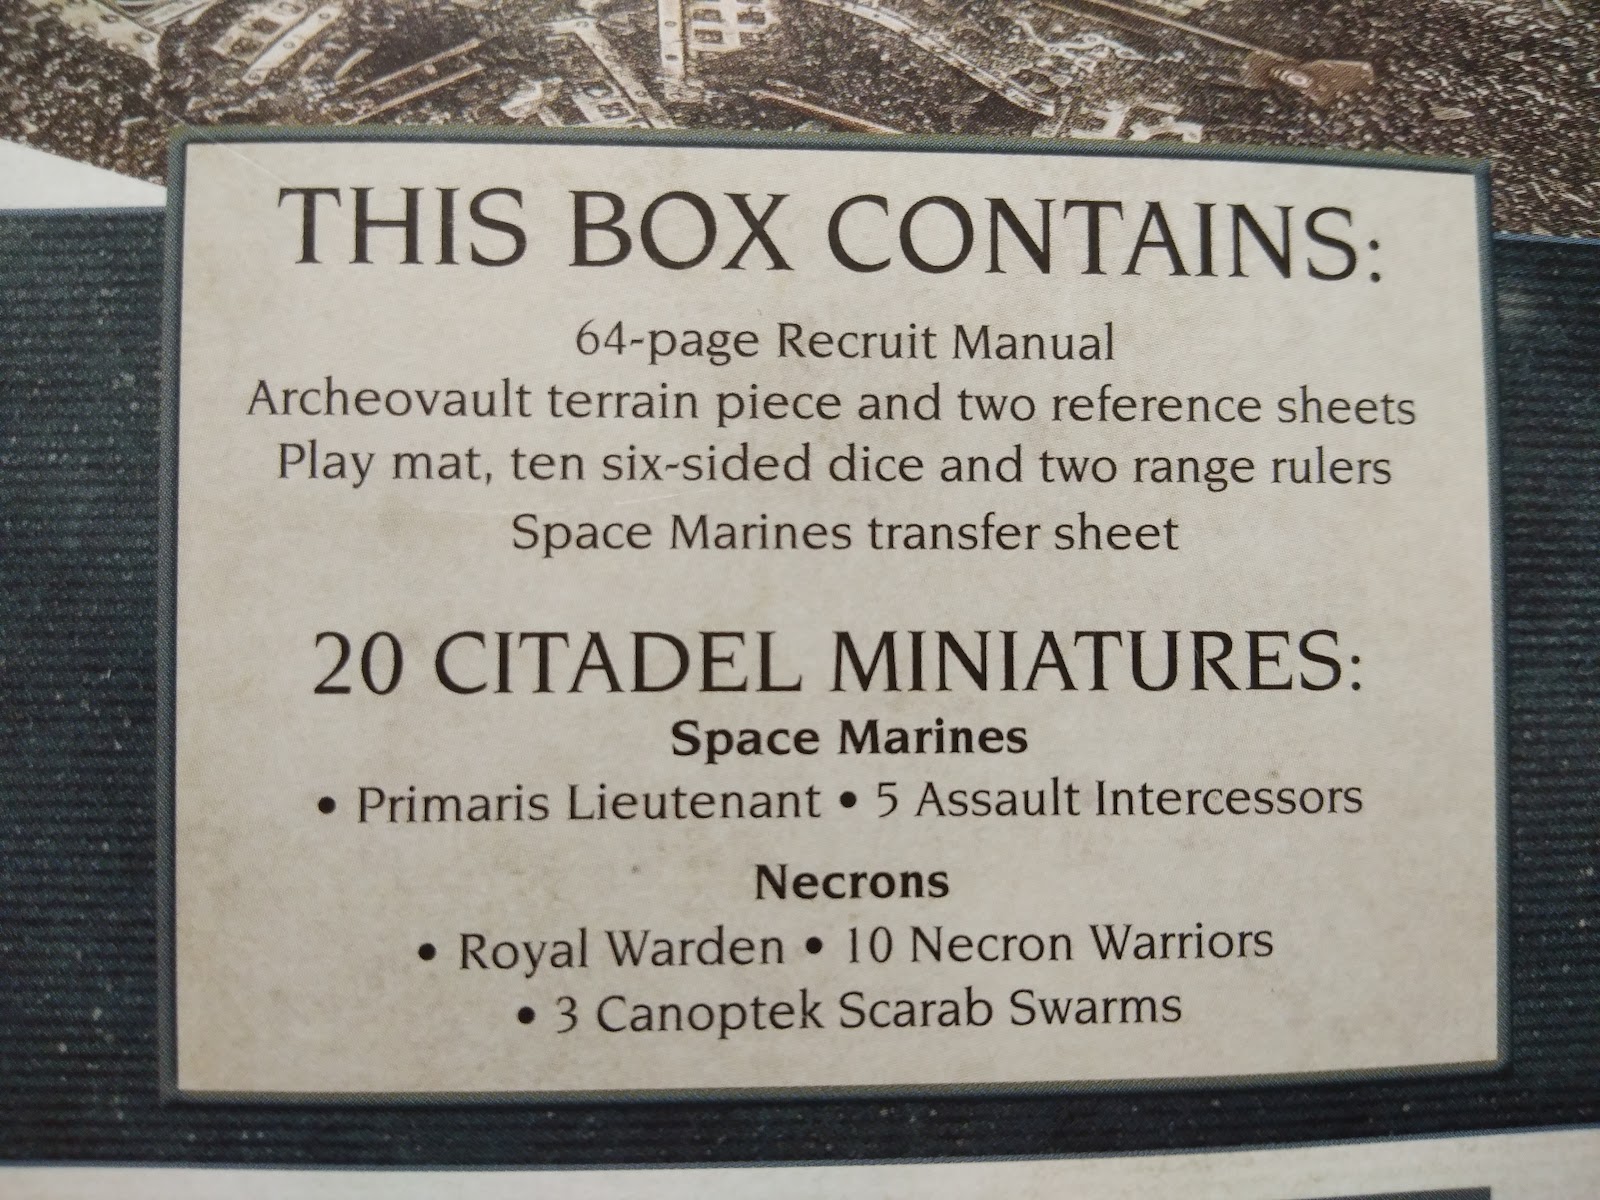 THIS BOX CONTAINS:
64-page Recruit Manual
Archeovault terrain piece and two reference sheets
Play mat, ten six-sided dice and two range rulers
Space Marines transfer sheet
20 CITADEL MINIATURES:
Space Marines
• Primaris Lieutenant • 5 Assault Intercessors
Necrons
• Royal Warden • 10 Necron Warriors
• 3 Canoptek Scarab Swarms